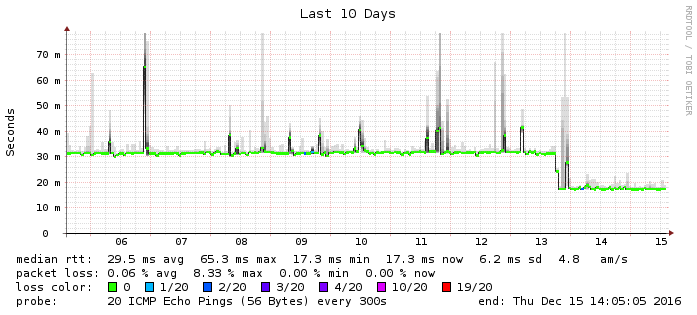 Last 10 Days
RRDTOOL / TOBI OETIKER
Seconds
70 m
60 m
50 m
40 m
30 m
20 m
10 m
0
06 07 08 09 10 11 12 13 14 15
median rtt: 29.5 ms avg 65.3 ms max 17.3 ms min 17.3 ms now 6.2 ms sd 4.8 am/s
packet loss: 0.06 % avg 8.33 % max 0.00 % min 0.00 % now
loss color: 0 1/20 2/20 3/20 4/20 10/20 19/20
probe: 20 ICMP Echo Pings (56 Bytes) every 300s end: Thu Dec 15 14:05:05 2016